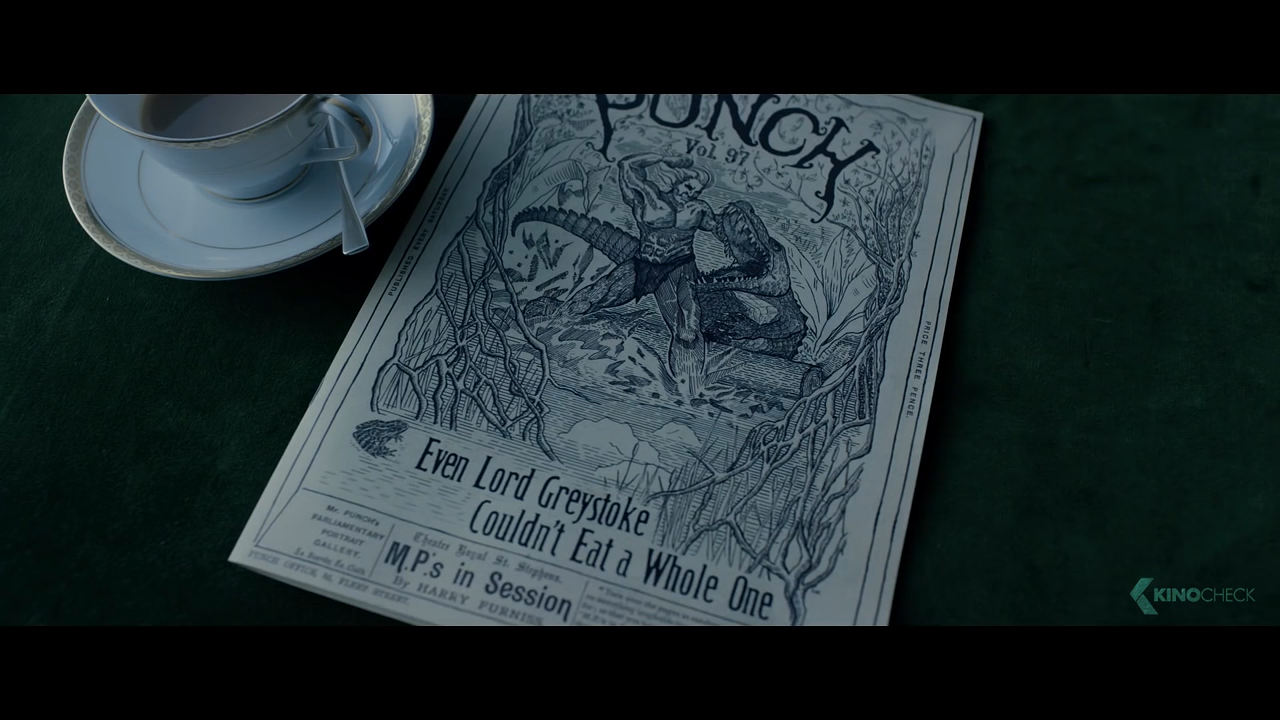 PUNCH
Vol. 97
PUBLISHED EVERY SATURDAY
PRICE THREE PENCE
Even Lord Greystoke
Couldn't Eat a Whole One
Mr. PUNCH's
PARLIAMENTARY
PORTRAIT
GALLERY.
Theatre Royal St. Stephens.
M.P.'s in Session
By HARRY FURNISS
PUNCH OFFICE, 85, FLEET STREET.
KINOCHECK